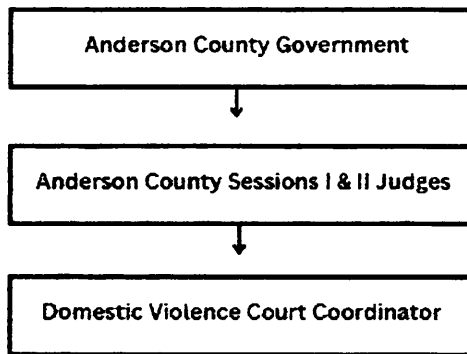 Anderson County Government
Anderson County Sessions I & II Judges
Domestic Violence Court Coordinator